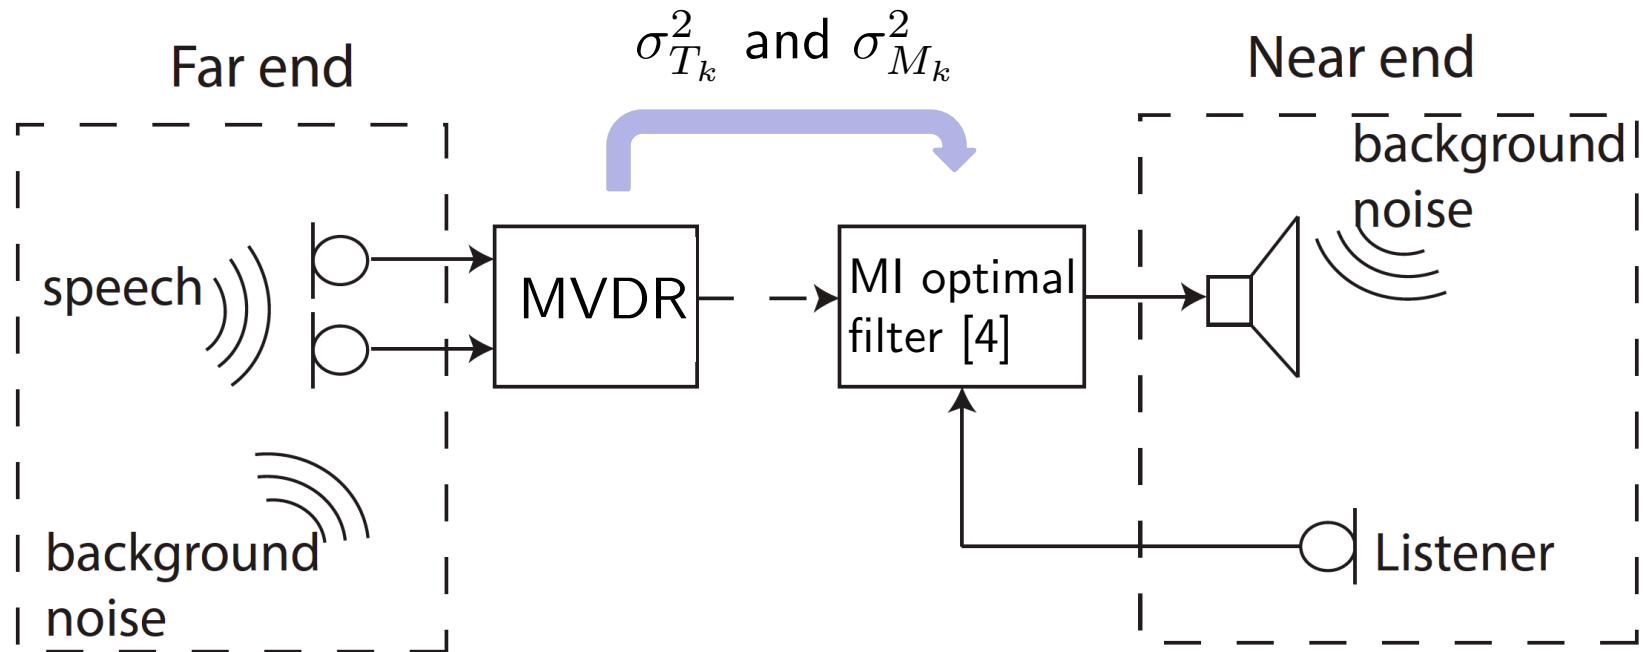 Far end
σ²_{T_k} and σ²_{M_k}
Near end
background
noise
speech
MVDR
MI optimal
filter [4]
background
noise
Listener